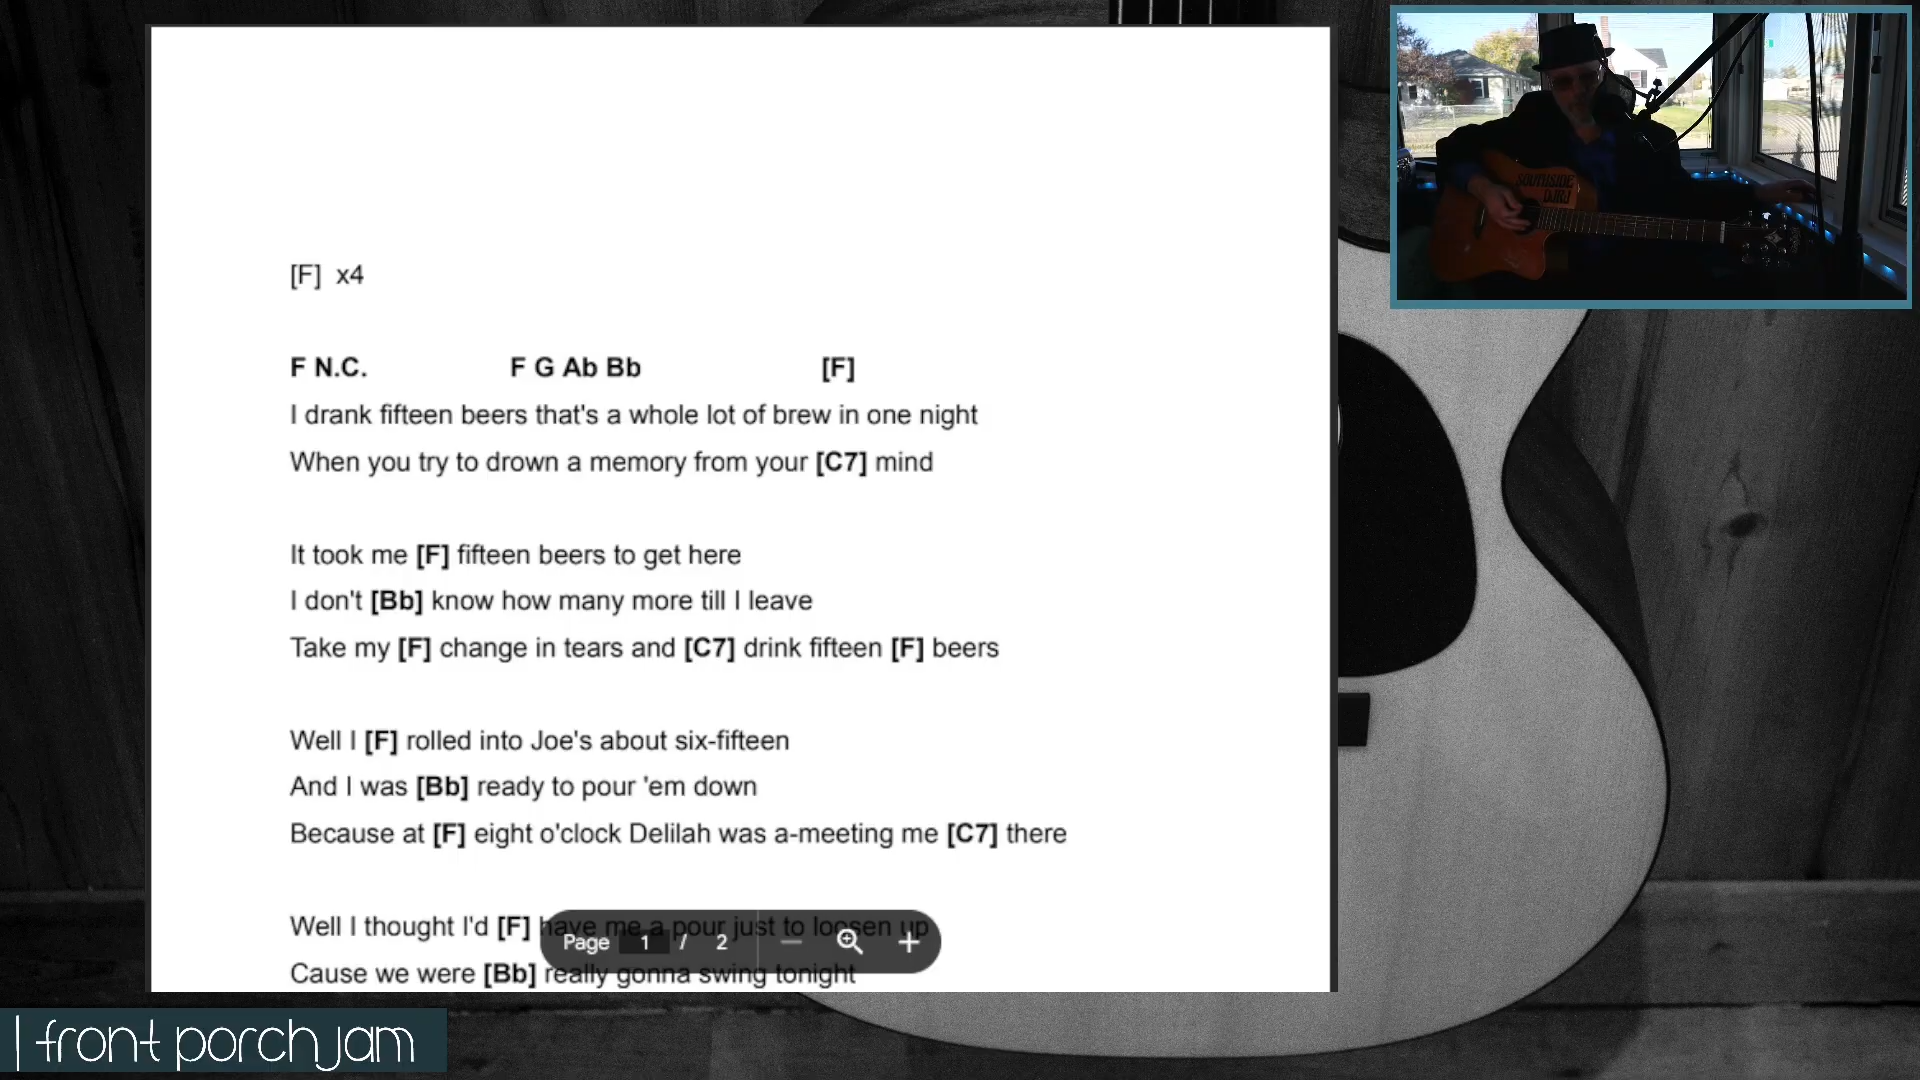 [F] x4
F N.C. F G Ab Bb [F]
I drank fifteen beers that's a whole lot of brew in one night
When you try to drown a memory from your [C7] mind
It took me [F] fifteen beers to get here
I don't [Bb] know how many more till I leave
Take my [F] change in tears and [C7] drink fifteen [F] beers
Well I [F] rolled into Joe's about six-fifteen
And I was [Bb] ready to pour 'em down
Because at [F] eight o'clock Delilah was a-meeting me [C7] there
Well I thought I'd [F] have me a pour just to loosen up
Page 1 / 2
Cause we were [Bb] really gonna swing tonight
SOUTHSIDE
| front porch jam